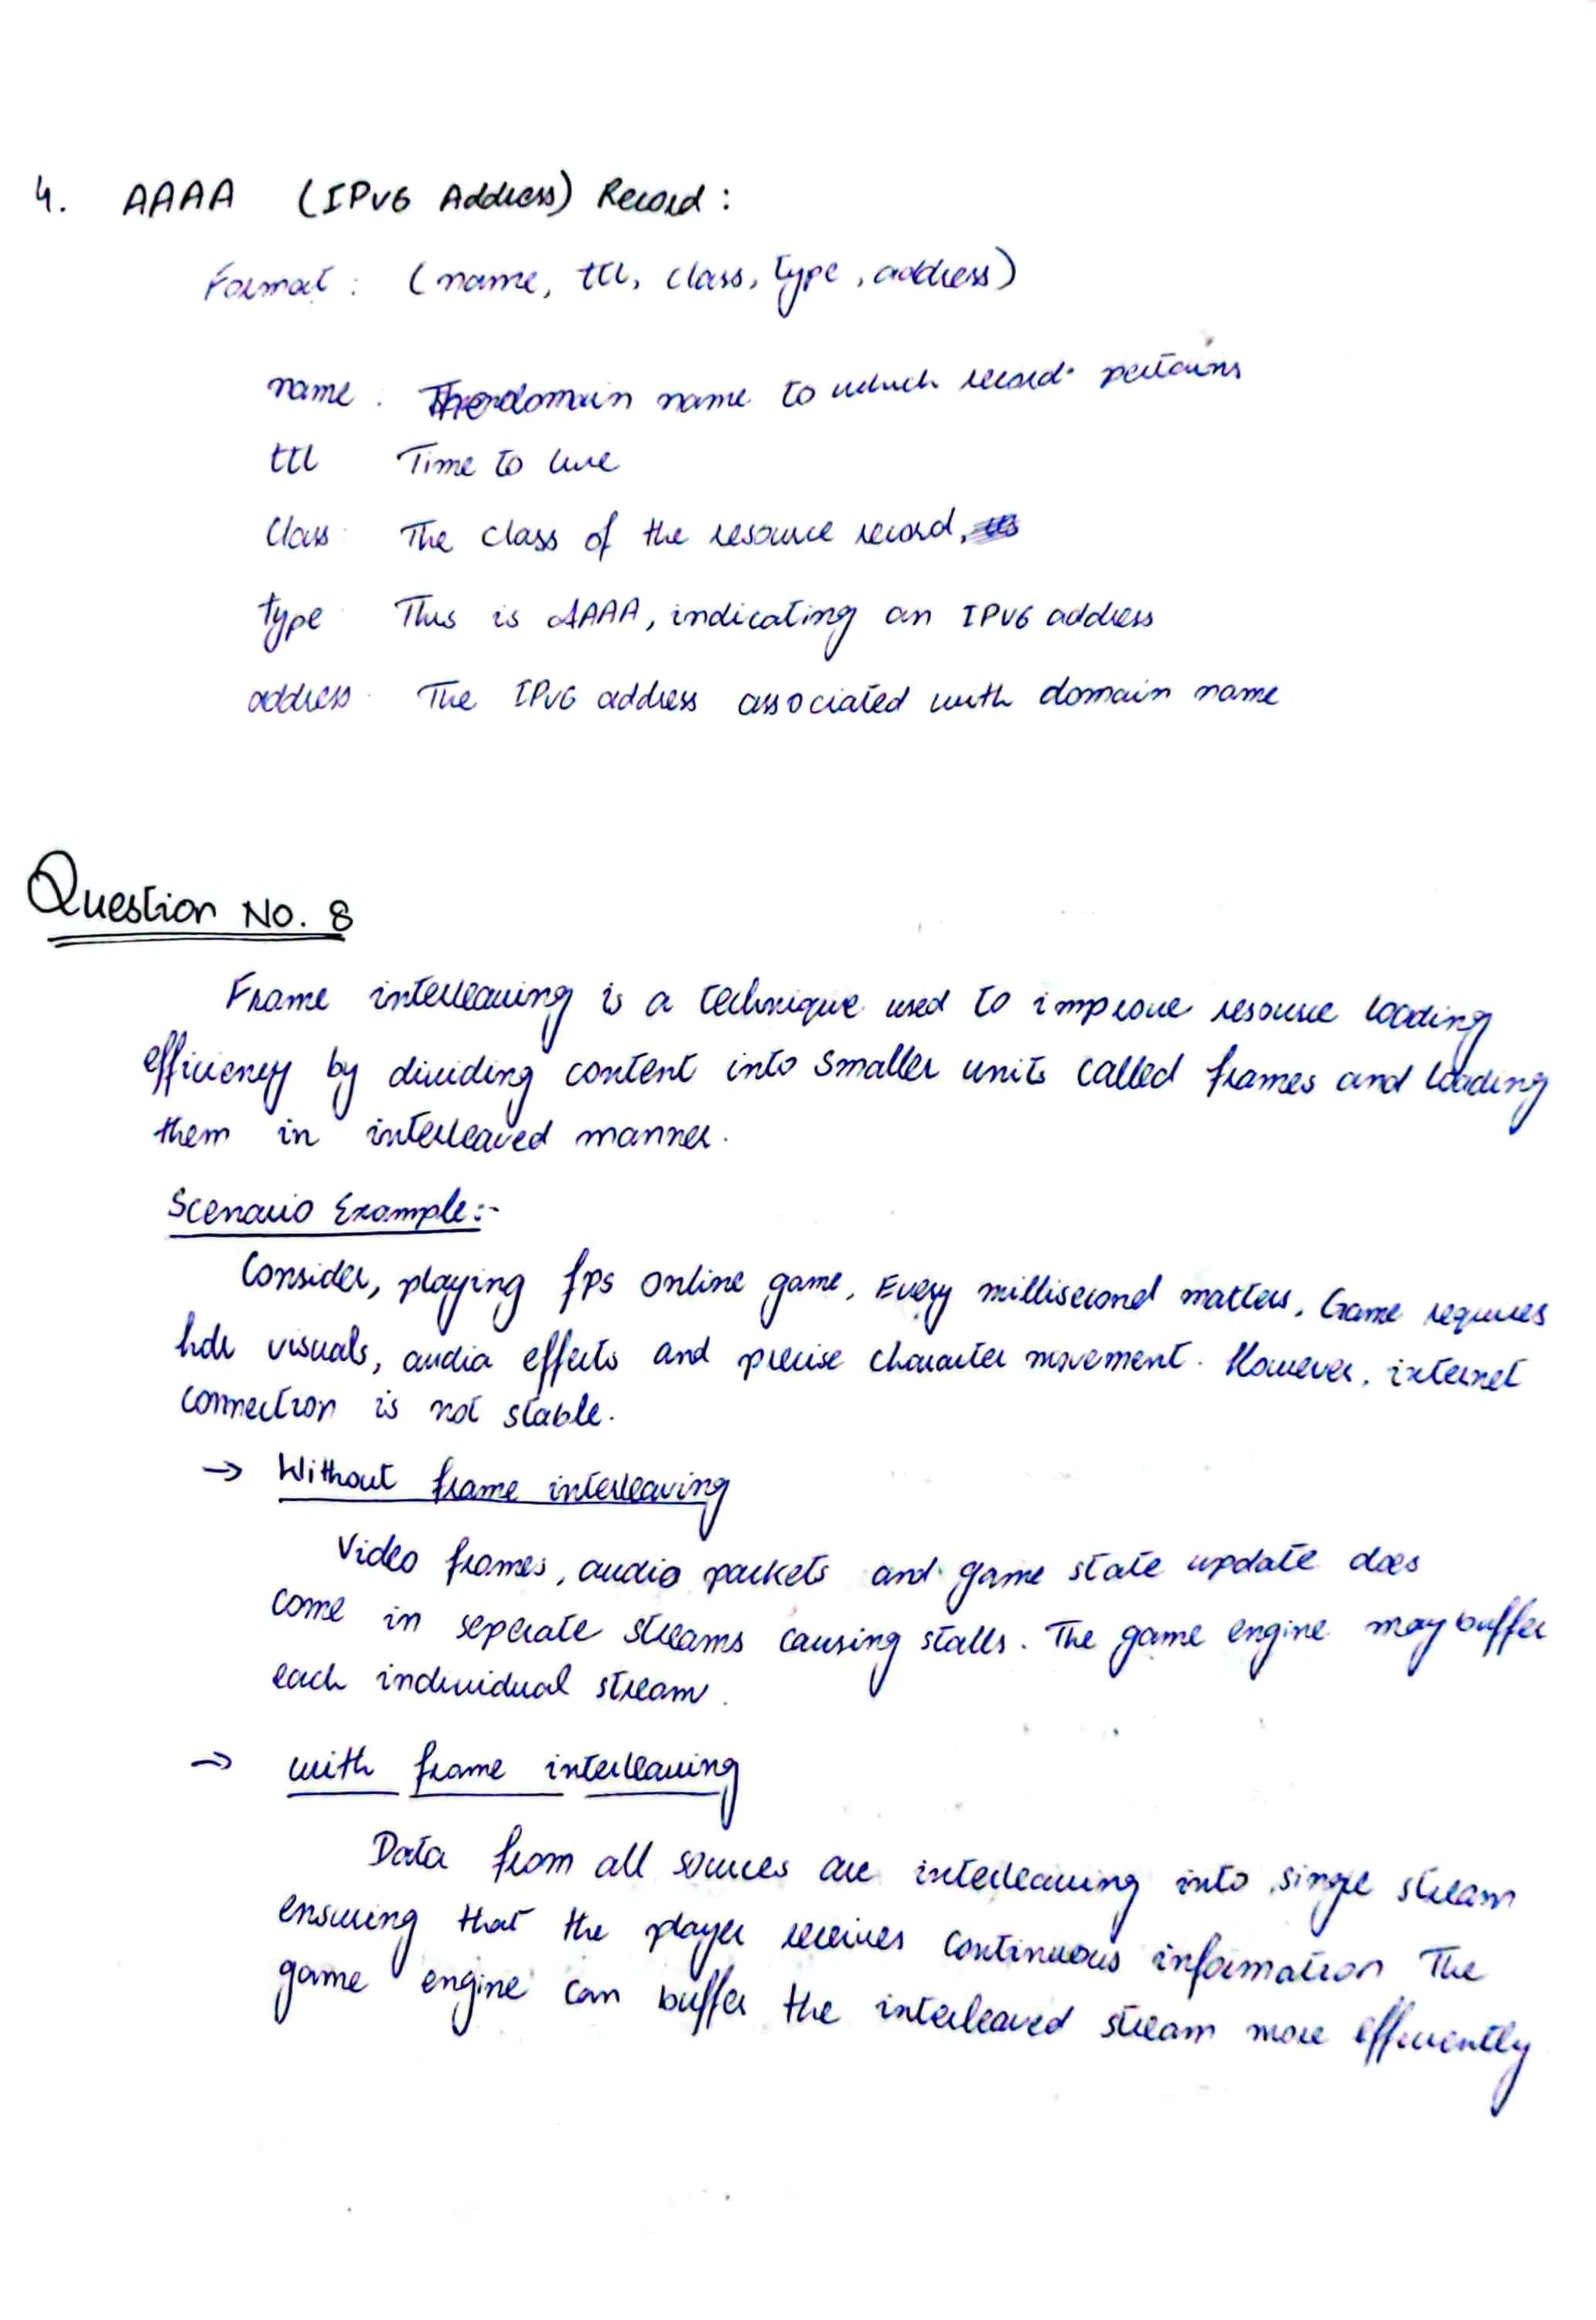 4. AAAA (IPV6 Address) Record :
Format : (name, ttl, class, type, address)
name : The domain name to which record pertains
ttl Time to live
Class : The class of the resource record,
type This is AAAA, indicating an IPV6 address
address The IPv6 address associated with domain name
Question No. 8
Frame interleaving is a technique used to improve resource loading
efficiency by dividing content into smaller units called frames and loading
them in interleaved manner.
Scenario Example:-
Consider, playing fps online game, Every millisecond matters. Game requires
hdr visuals, audio effects and precise character movement. However, internet
connection is not stable.
→ Without frame interleaving
Video frames, audio packets and game state update does
come in seperate streams causing stalls. The game engine may buffer
each individual stream.
→ with frame interleaving
Data from all sources are interleaving into single stream
ensuring that the player receives continuous information The
game engine can buffer the interleaved stream more efficiently